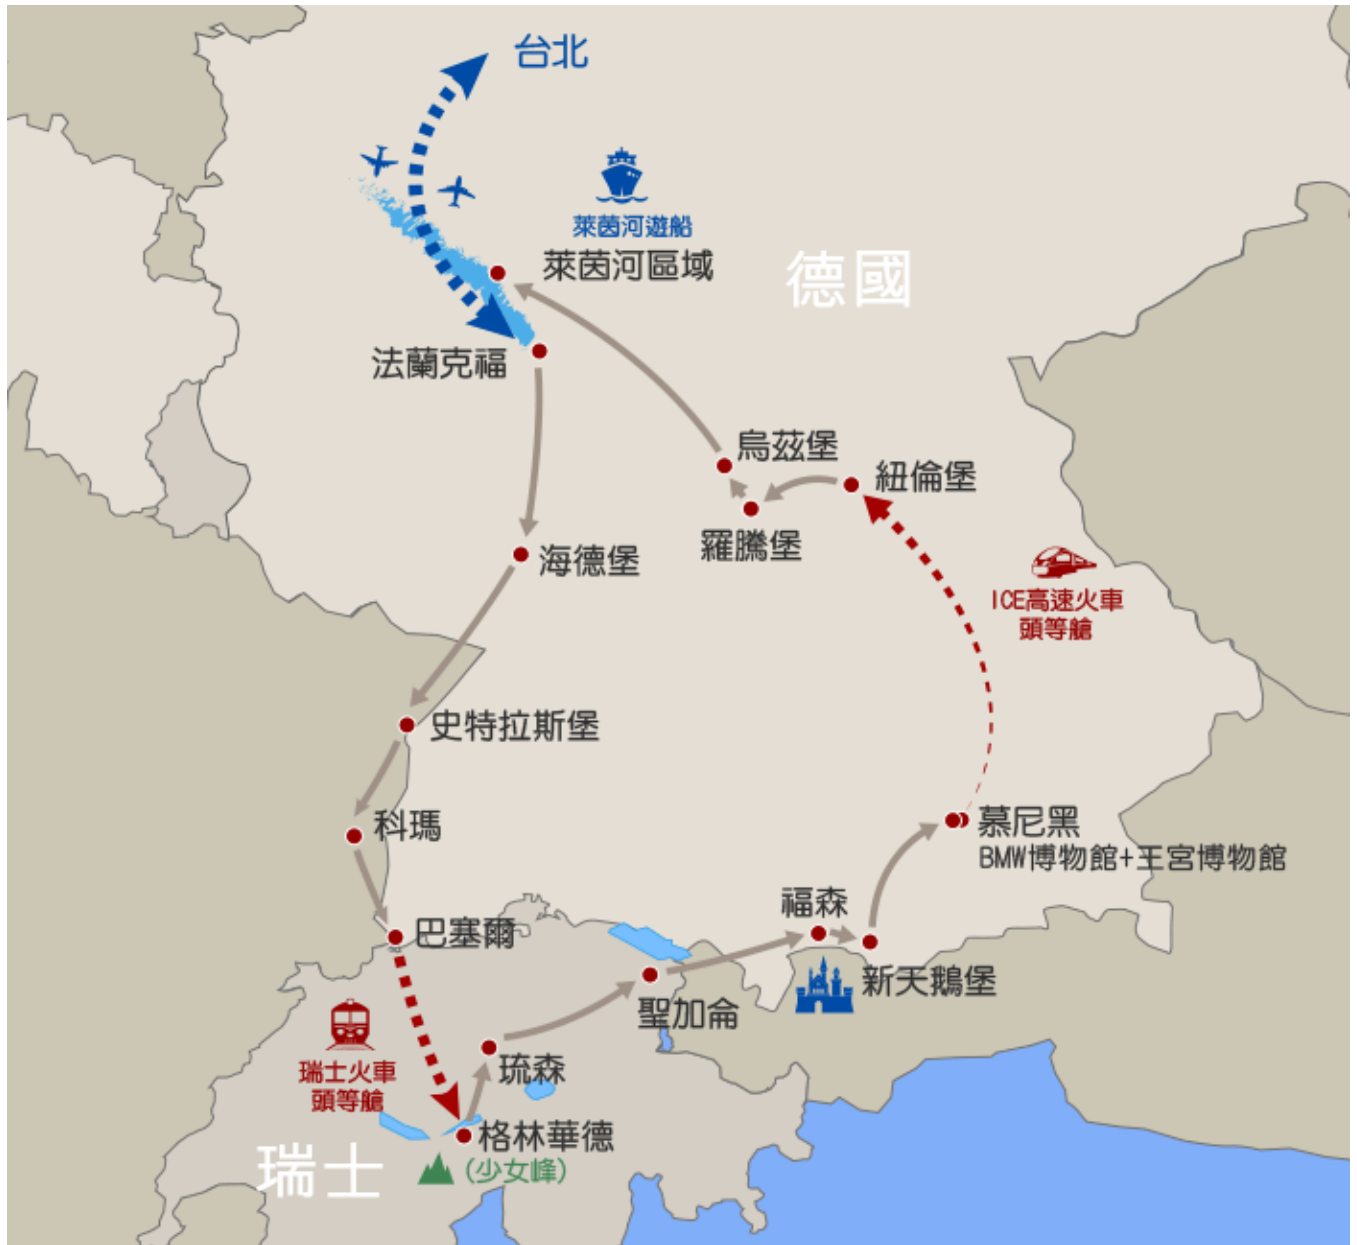 台北
萊茵河遊船
萊茵河區域
德國
法蘭克福
烏茲堡
紐倫堡
羅騰堡
海德堡
ICE高速火車
頭等艙
史特拉斯堡
科瑪
慕尼黑
BMW博物館+王宮博物館
福森
巴塞爾
新天鵝堡
聖加侖
琉森
瑞士火車
頭等艙
格林華德
(少女峰)
瑞士